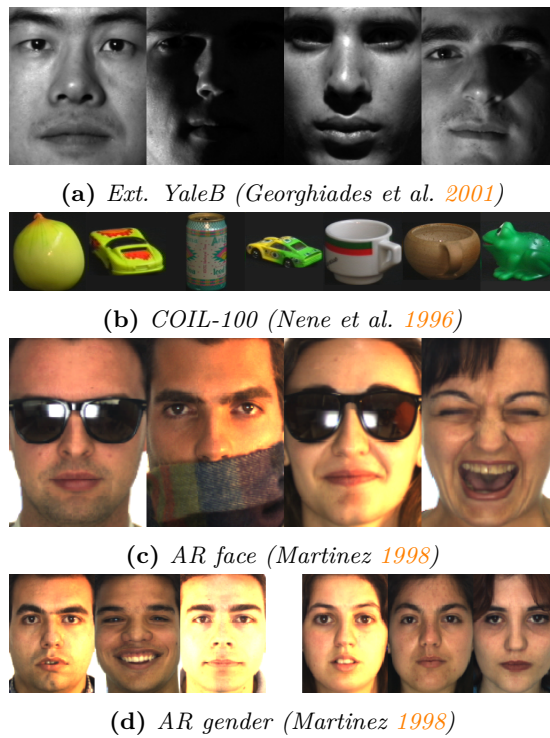 (a) Ext. YaleB (Georghiades et al. 2001)
(b) COIL-100 (Nene et al. 1996)
(c) AR face (Martinez 1998)
(d) AR gender (Martinez 1998)